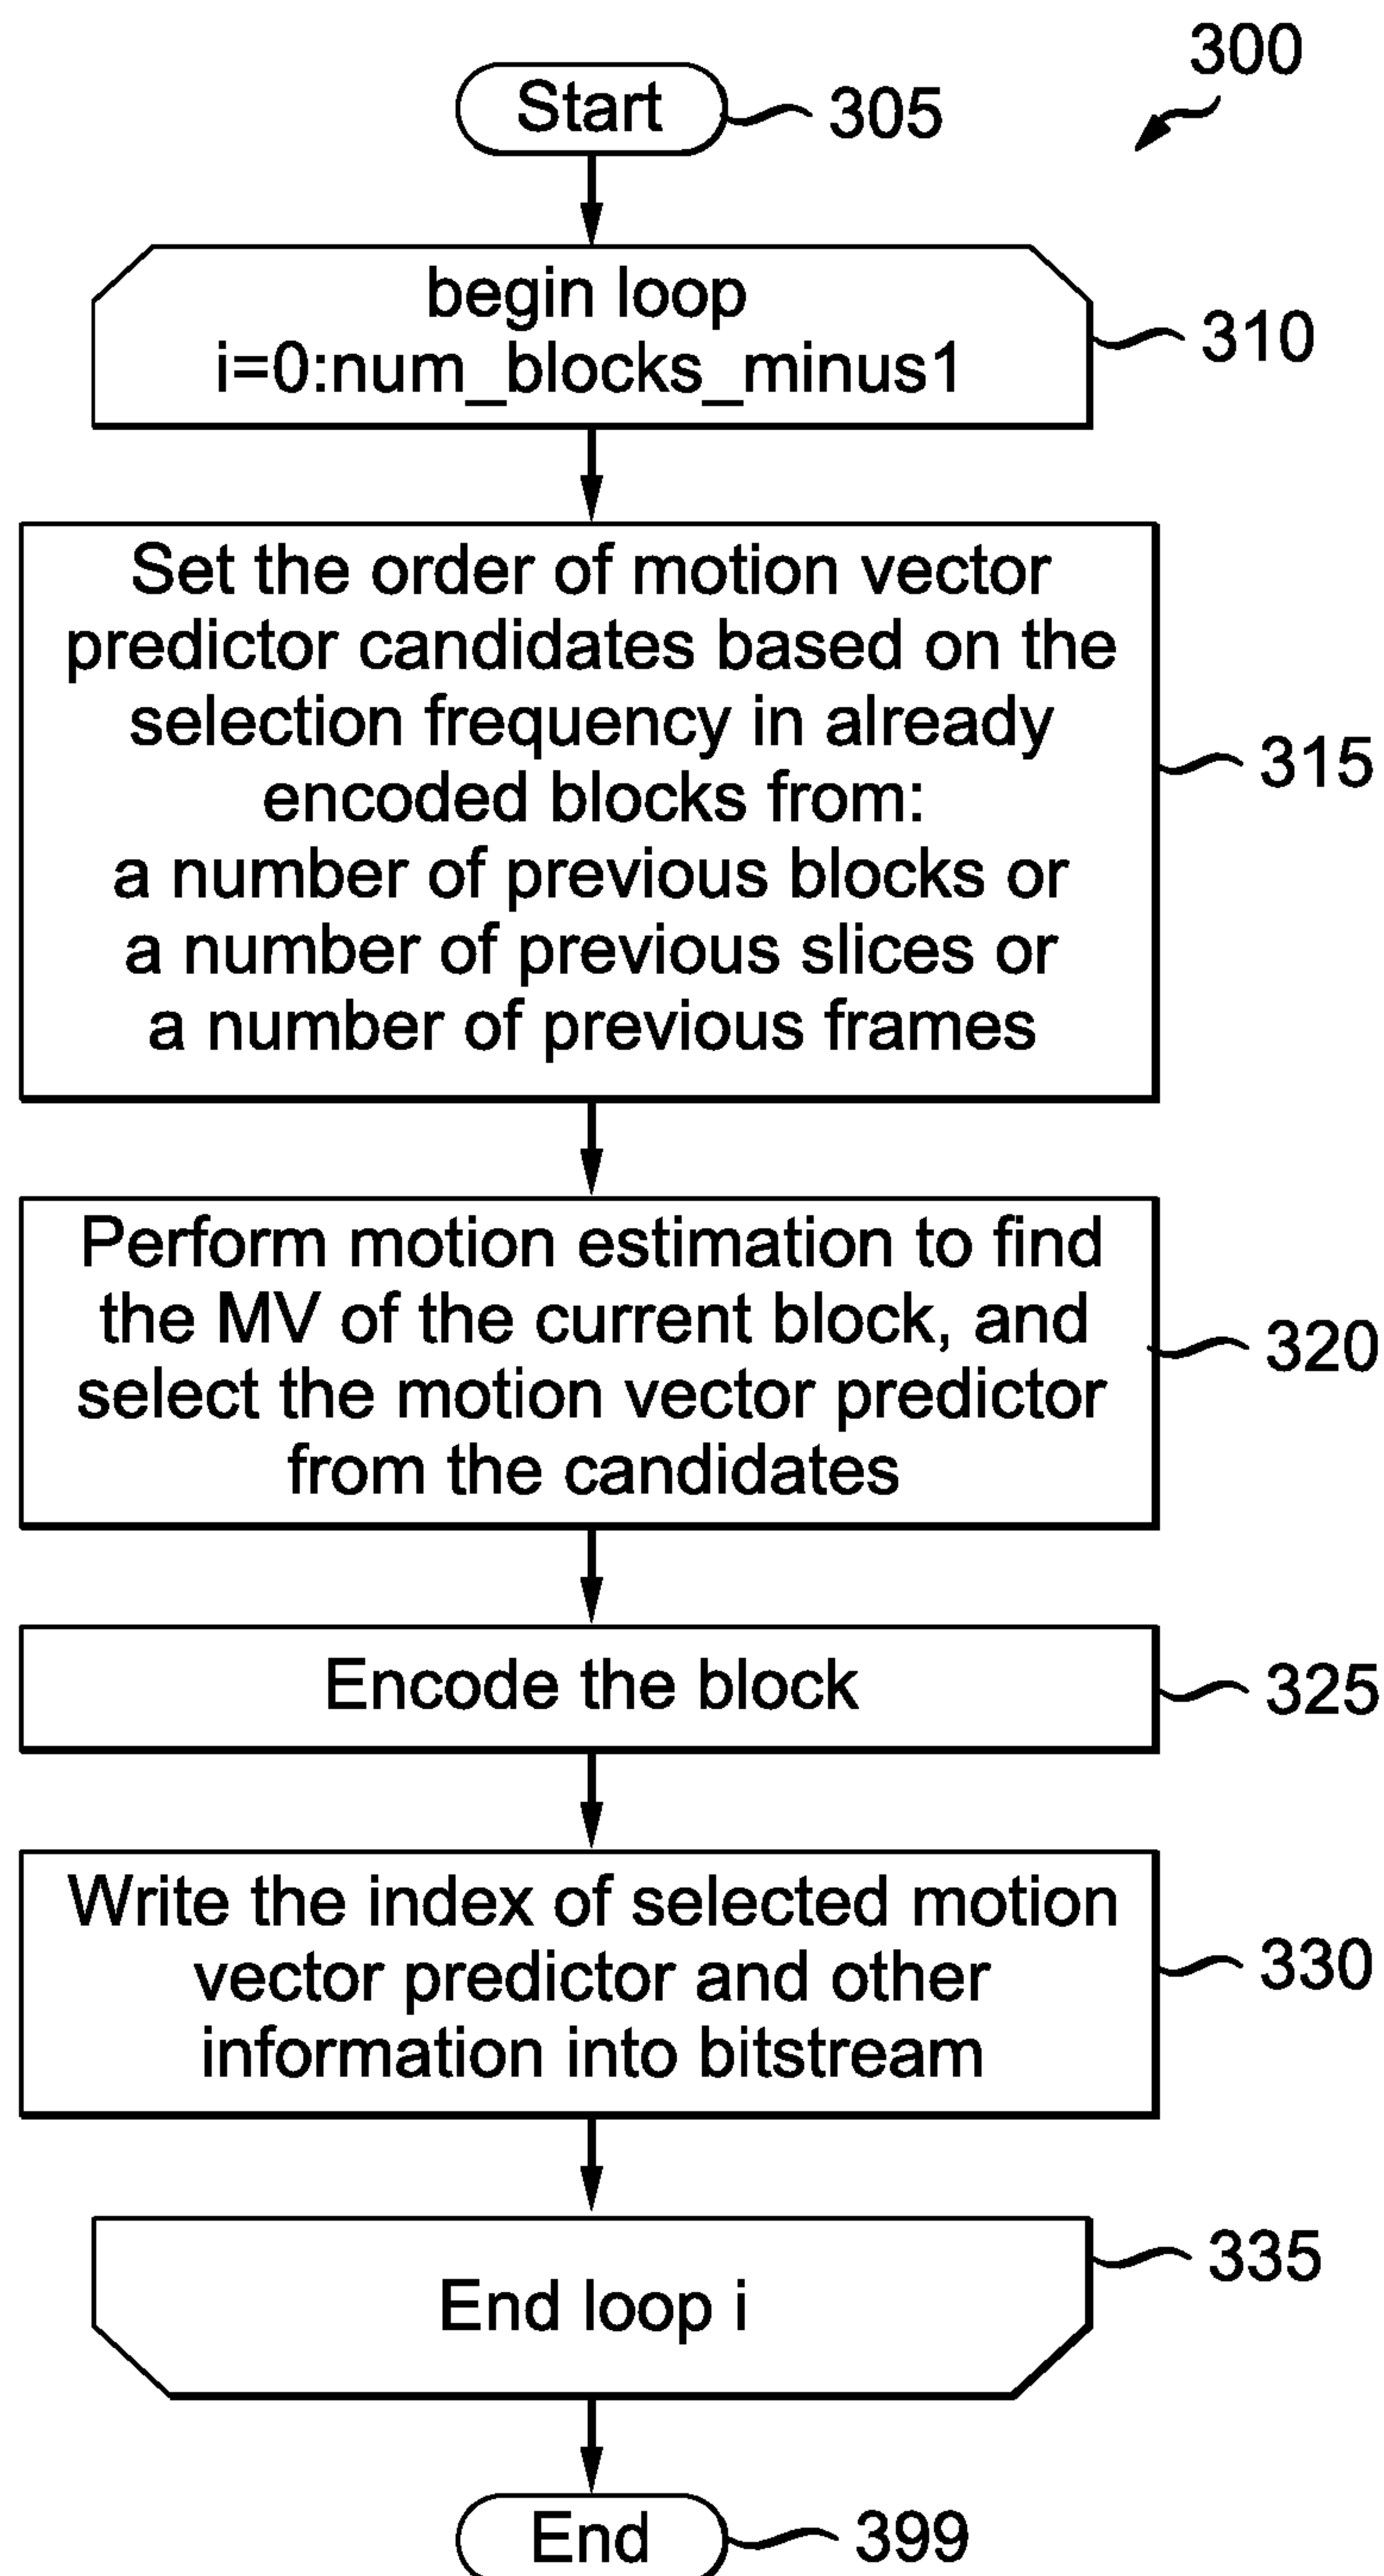 300
Start
305
begin loop
i=0:num_blocks_minus1
310
Set the order of motion vector
predictor candidates based on the
selection frequency in already
encoded blocks from:
a number of previous blocks or
a number of previous slices or
a number of previous frames
315
Perform motion estimation to find
the MV of the current block, and
select the motion vector predictor
from the candidates
320
Encode the block
325
Write the index of selected motion
vector predictor and other
information into bitstream
330
End loop i
335
End
399